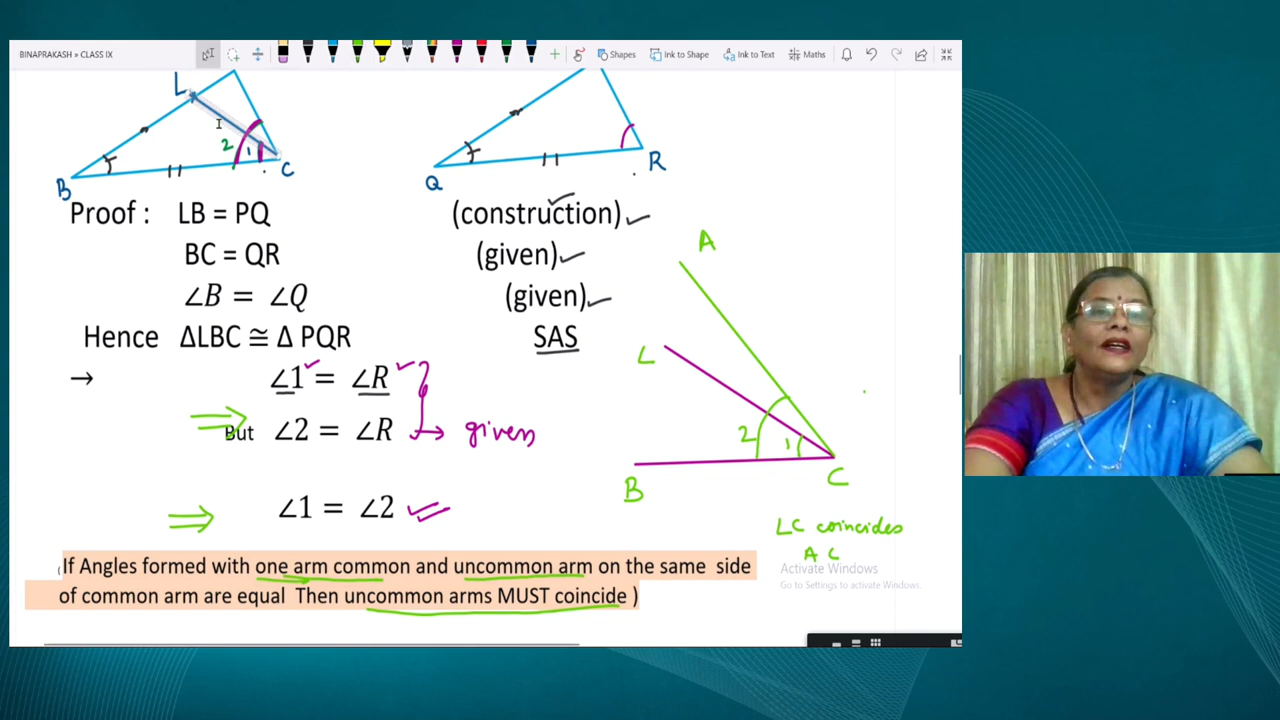 BINAPRAKASH » CLASS IX
Shapes Ink to Shape Ink to Text Maths
L
2 1
B C Q R
Proof : LB = PQ (construction)
BC = QR (given)
∠B = ∠Q (given)
Hence ΔLBC ≅ Δ PQR SAS
→ ∠1 = ∠R
⇒ But ∠2 = ∠R → given
⇒ ∠1 = ∠2
A
L
2 1
B C
LC coincides
A C
(If Angles formed with one arm common and uncommon arm on the same side
of common arm are equal Then uncommon arms MUST coincide )
Activate Windows
Go to Settings to activate Windows.